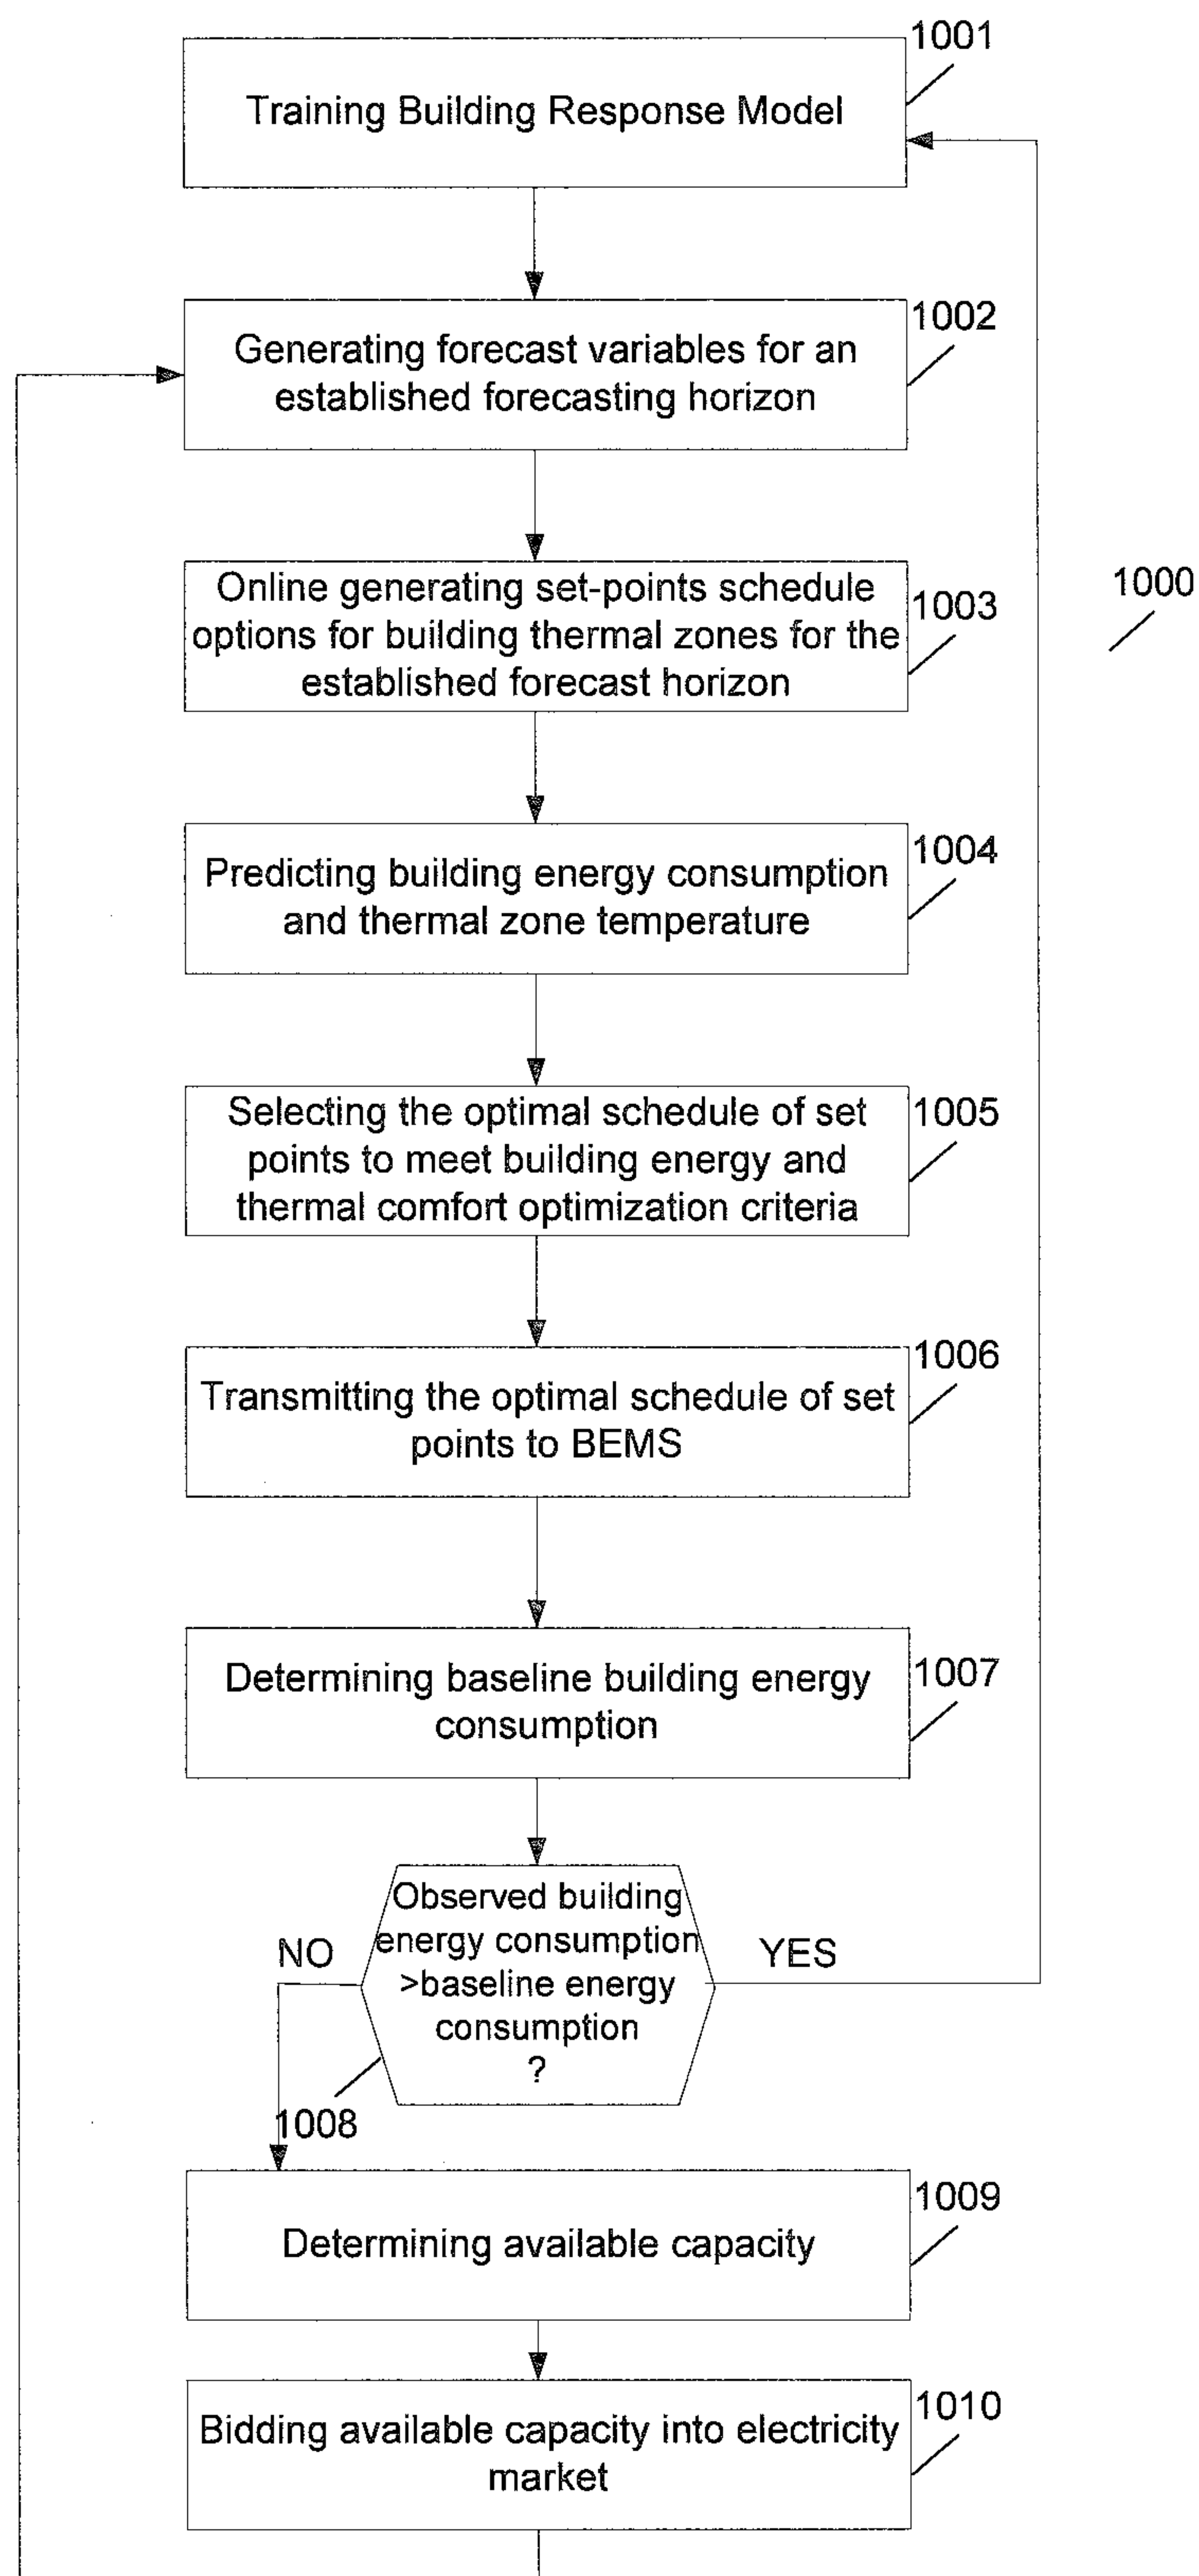 1001
Training Building Response Model
1002
Generating forecast variables for an
established forecasting horizon
1003
Online generating set-points schedule
options for building thermal zones for the
established forecast horizon
1000
1004
Predicting building energy consumption
and thermal zone temperature
1005
Selecting the optimal schedule of set
points to meet building energy and
thermal comfort optimization criteria
1006
Transmitting the optimal schedule of set
points to BEMS
1007
Determining baseline building energy
consumption
Observed building
energy consumption
>baseline energy
consumption
?
NO
YES
1008
1009
Determining available capacity
1010
Bidding available capacity into electricity
market